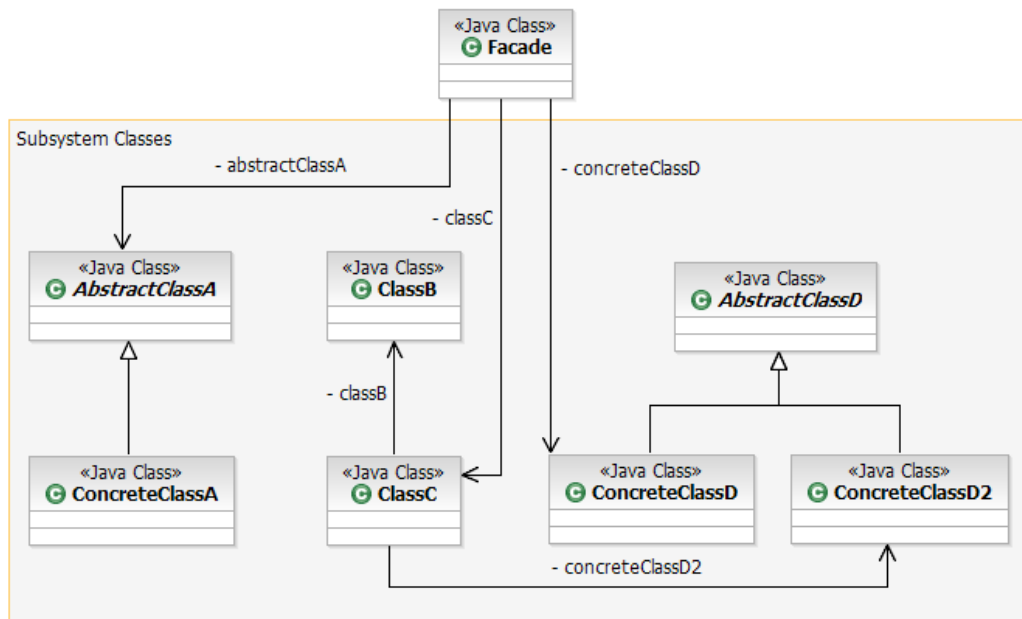 «Java Class»
C Facade
Subsystem Classes
- abstractClassA
- concreteClassD
- classC
«Java Class»
C AbstractClassA
«Java Class»
C ClassB
«Java Class»
C AbstractClassD
- classB
«Java Class»
C ConcreteClassA
«Java Class»
C ClassC
«Java Class»
C ConcreteClassD
«Java Class»
C ConcreteClassD2
- concreteClassD2